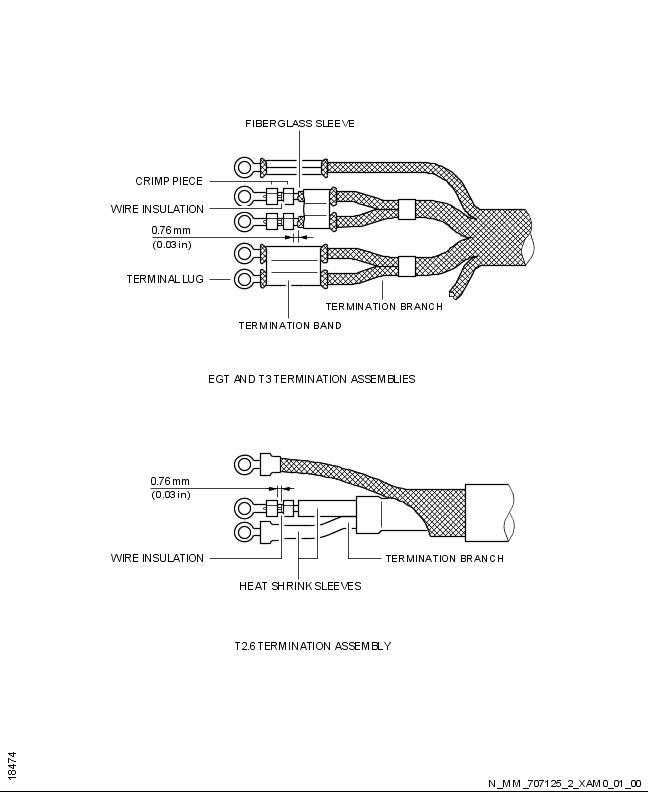 FIBERGLASS SLEEVE
CRIMP PIECE
WIRE INSULATION
0.76 mm
(0.03 in)
TERMINAL LUG
TERMINATION BRANCH
TERMINATION BAND
EGT AND T3 TERMINATION ASSEMBLIES
0.76 mm
(0.03 in)
WIRE INSULATION
TERMINATION BRANCH
HEAT SHRINK SLEEVES
T2.6 TERMINATION ASSEMBLY
18474
N_MM_707125_2_XAM0_01_00